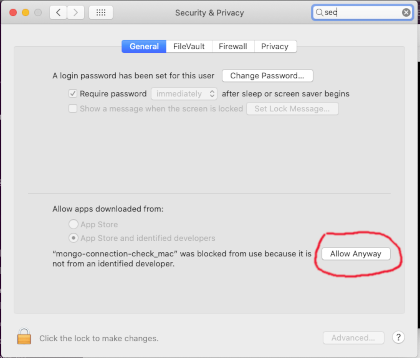 Security & Privacy
sec
General
FileVault
Firewall
Privacy
A login password has been set for this user
Change Password...
Require password
immediately
after sleep or screen saver begins
Show a message when the screen is locked
Set Lock Message...
Allow apps downloaded from:
App Store
App Store and identified developers
“mongo-connection-check_mac” was blocked from use because it is
not from an identified developer.
Allow Anyway
Click the lock to make changes.
Advanced...
?